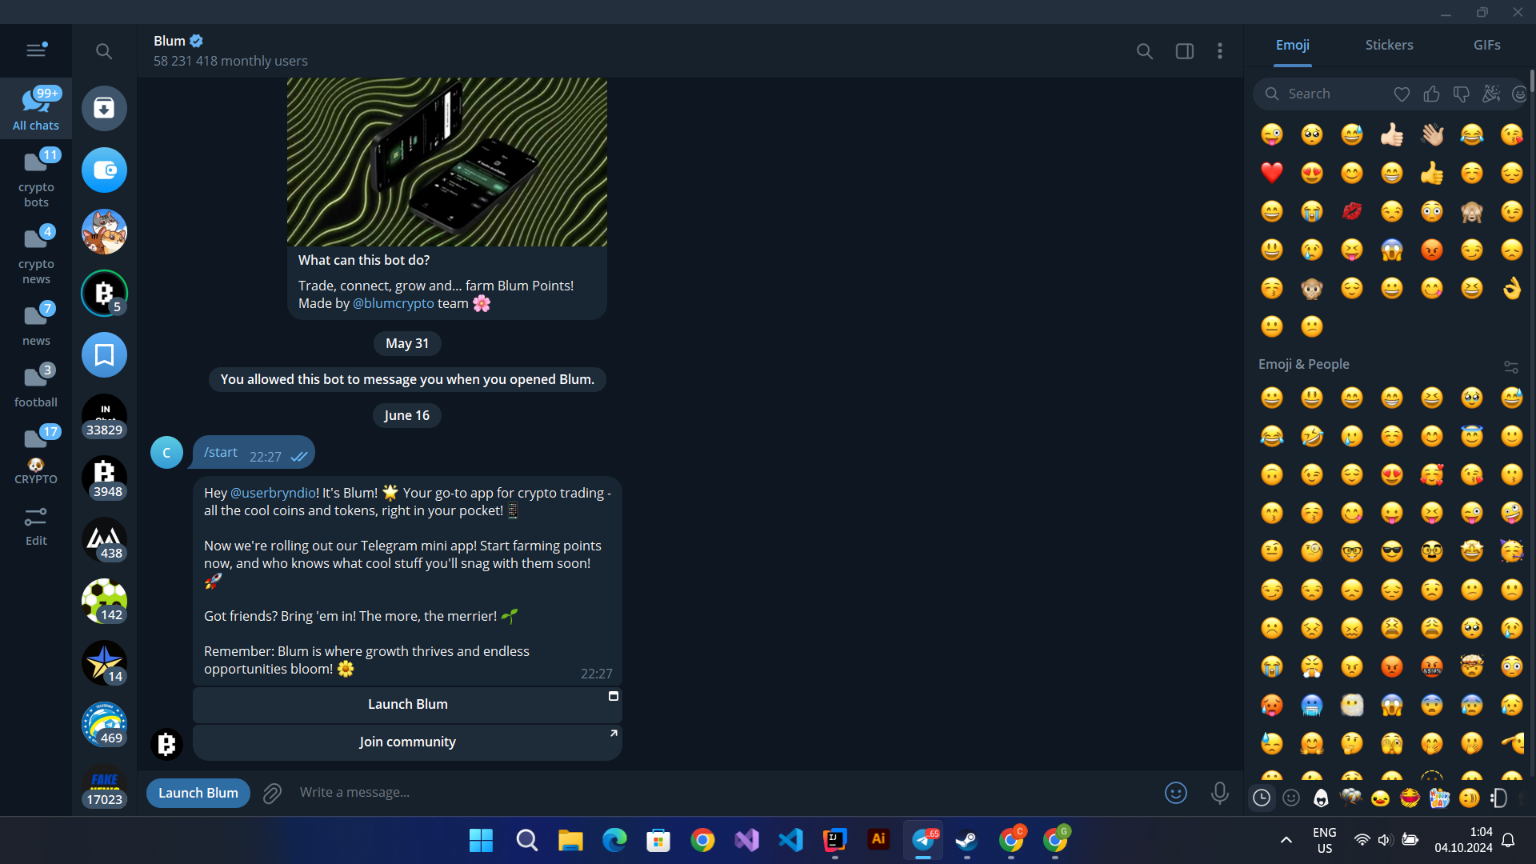 Blum
58 231 418 monthly users
Emoji
Stickers
GIFs
Search
99+
All chats
11
crypto
bots
4
crypto
news
7
news
3
football
17
CRYPTO
Edit
5
IN
33829
3948
438
142
14
469
FAKE
17023
What can this bot do?
Trade, connect, grow and... farm Blum Points!
Made by @blumcrypto team 🌸
May 31
You allowed this bot to message you when you opened Blum.
June 16
C
/start 22:27
Hey @userbryndio! It's Blum! 🌟 Your go-to app for crypto trading -
all the cool coins and tokens, right in your pocket! 📱
Now we're rolling out our Telegram mini app! Start farming points
now, and who knows what cool stuff you'll snag with them soon!
🚀
Got friends? Bring 'em in! The more, the merrier! 🌱
Remember: Blum is where growth thrives and endless
opportunities bloom! 🌼
22:27
Launch Blum
Join community
Launch Blum
Write a message...
Emoji & People
IJ
Ai
65
C
G
ENG
US
1:04
04.10.2024